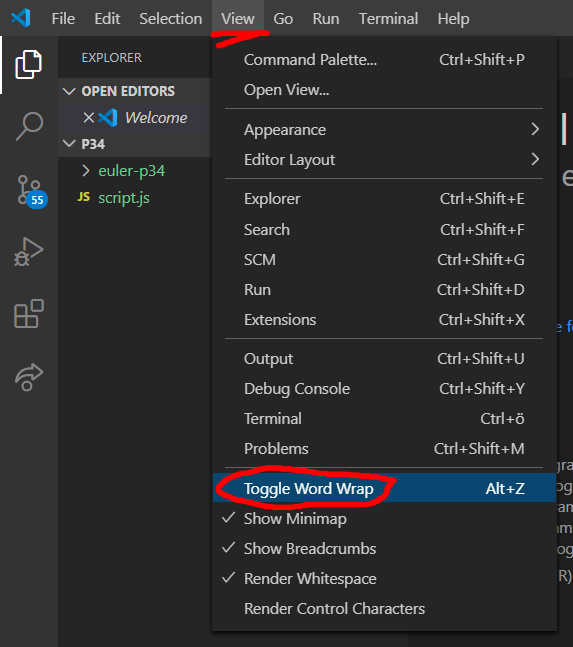 File Edit Selection View Go Run Terminal Help
EXPLORER
OPEN EDITORS
Welcome
P34
euler-p34
JS script.js
55
Command Palette... Ctrl+Shift+P
Open View...
Appearance
Editor Layout
Explorer Ctrl+Shift+E
Search Ctrl+Shift+F
SCM Ctrl+Shift+G
Run Ctrl+Shift+D
Extensions Ctrl+Shift+X
Output Ctrl+Shift+U
Debug Console Ctrl+Shift+Y
Terminal Ctrl+ö
Problems Ctrl+Shift+M
Toggle Word Wrap Alt+Z
Show Minimap
Show Breadcrumbs
Render Whitespace
Render Control Characters